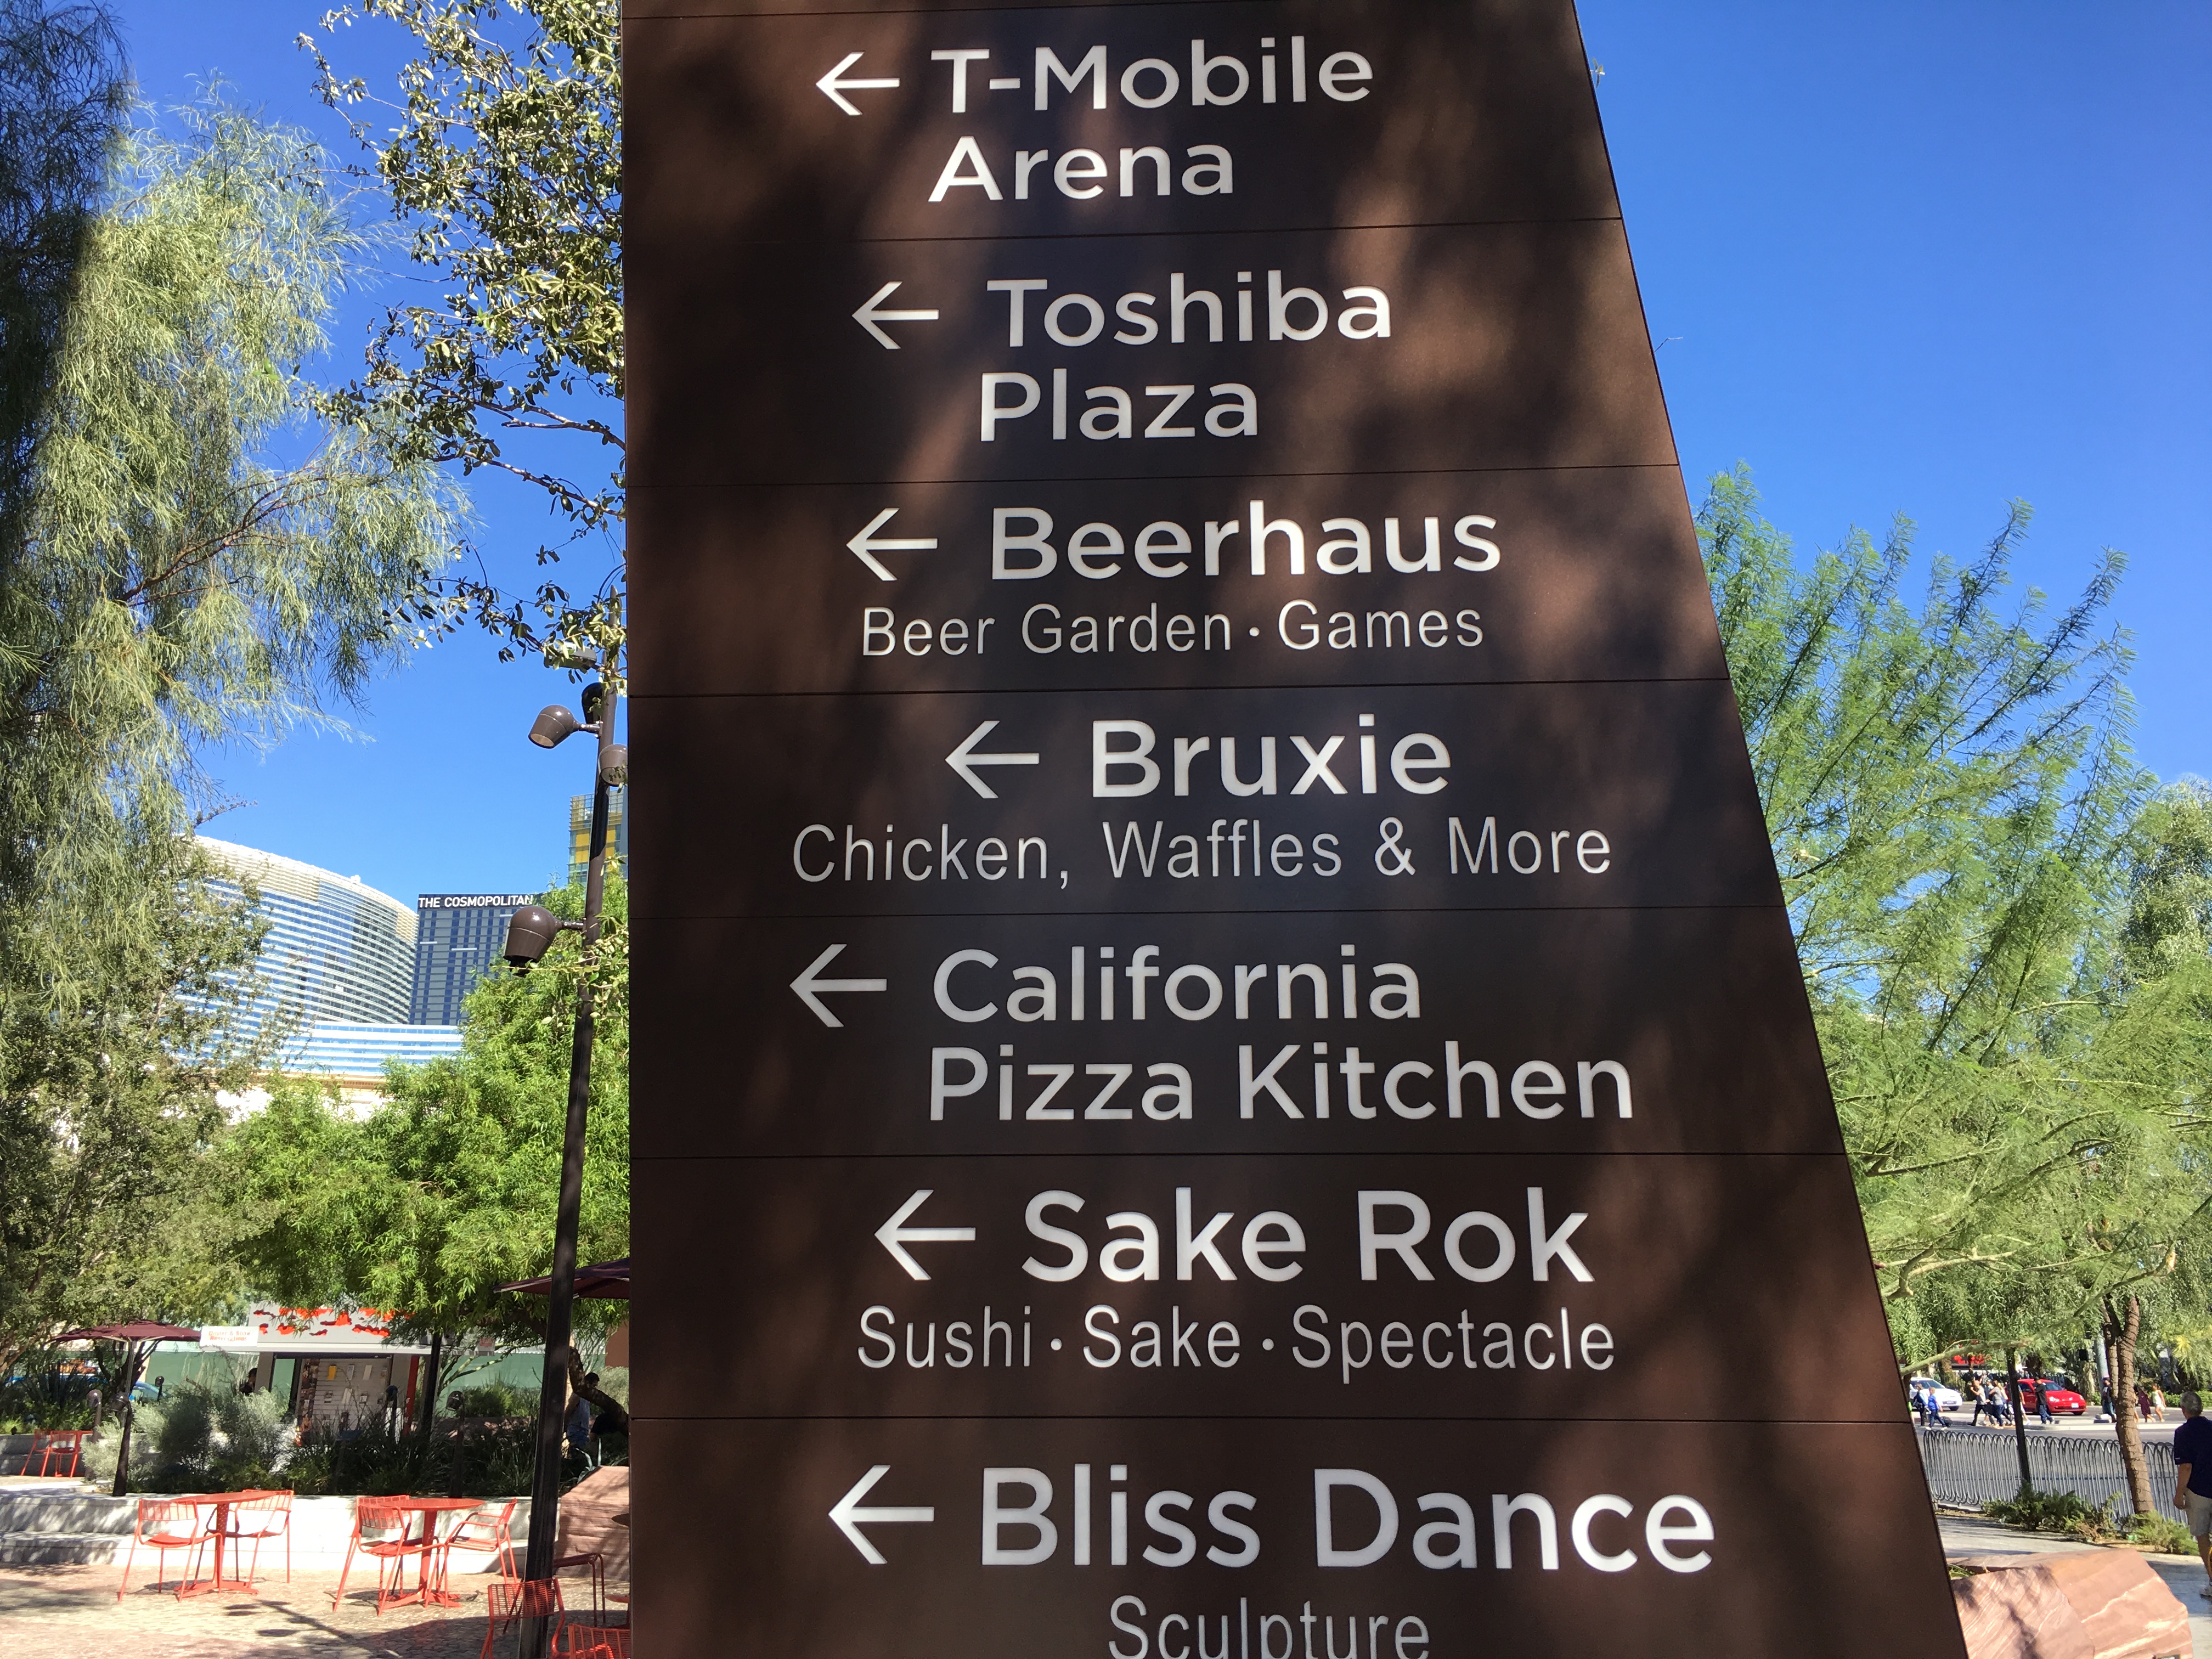 ← T-Mobile
Arena
← Toshiba
Plaza
← Beerhaus
Beer Garden · Games
← Bruxie
Chicken, Waffles & More
← California
Pizza Kitchen
← Sake Rok
Sushi · Sake · Spectacle
← Bliss Dance
Sculpture
THE COSMOPOLITAN